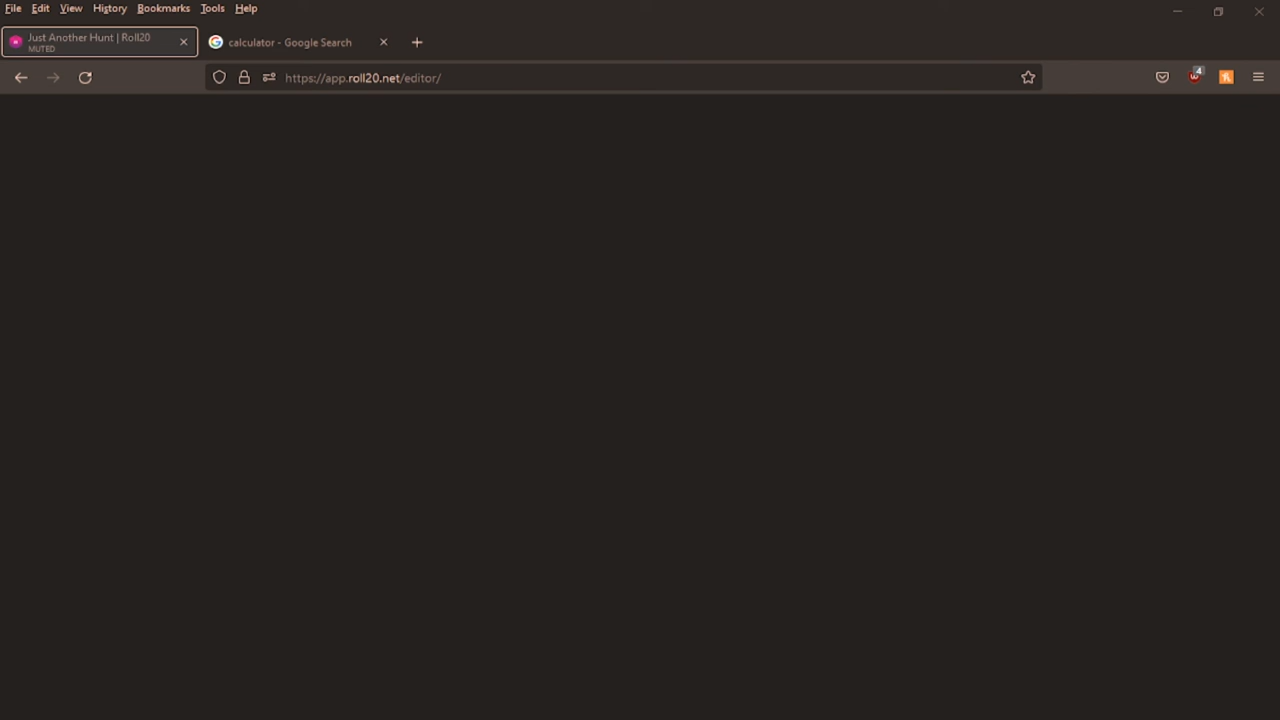 File Edit View History Bookmarks Tools Help
Just Another Hunt | Roll20
MUTED
calculator - Google Search
https://app.roll20.net/editor/
4